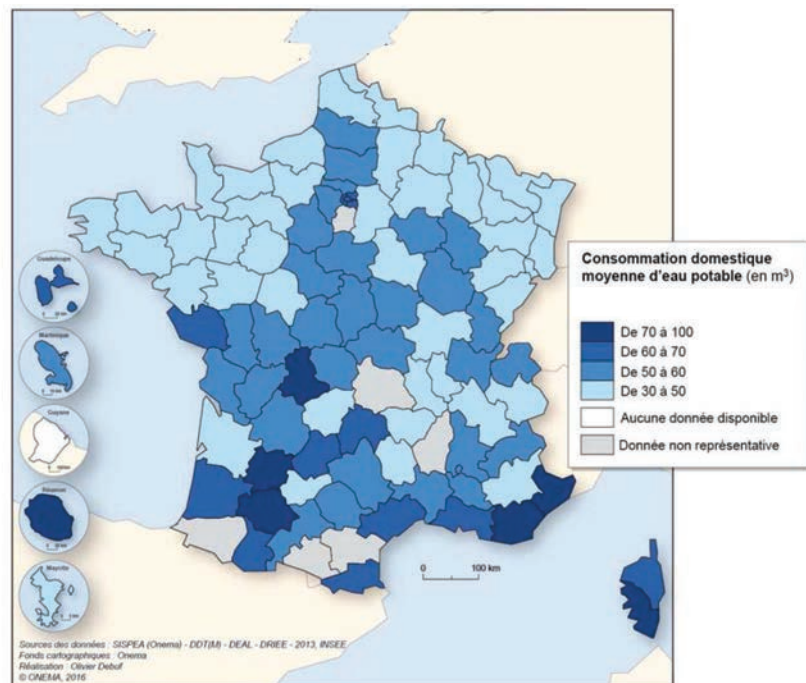 Guadeloupe
Martinique
Guyane
Réunion
Mayotte
100 km
Consommation domestique
moyenne d'eau potable (en m³)
De 70 à 100
De 60 à 70
De 50 à 60
De 30 à 50
Aucune donnée disponible
Donnée non représentative
Sources des données : SISPEA (Onema) - DDT(M) - DEAL - DRIEE - 2013, INSEE
Fonds cartographiques : Onema
Réalisation : Olivier Debuf
© ONEMA, 2016